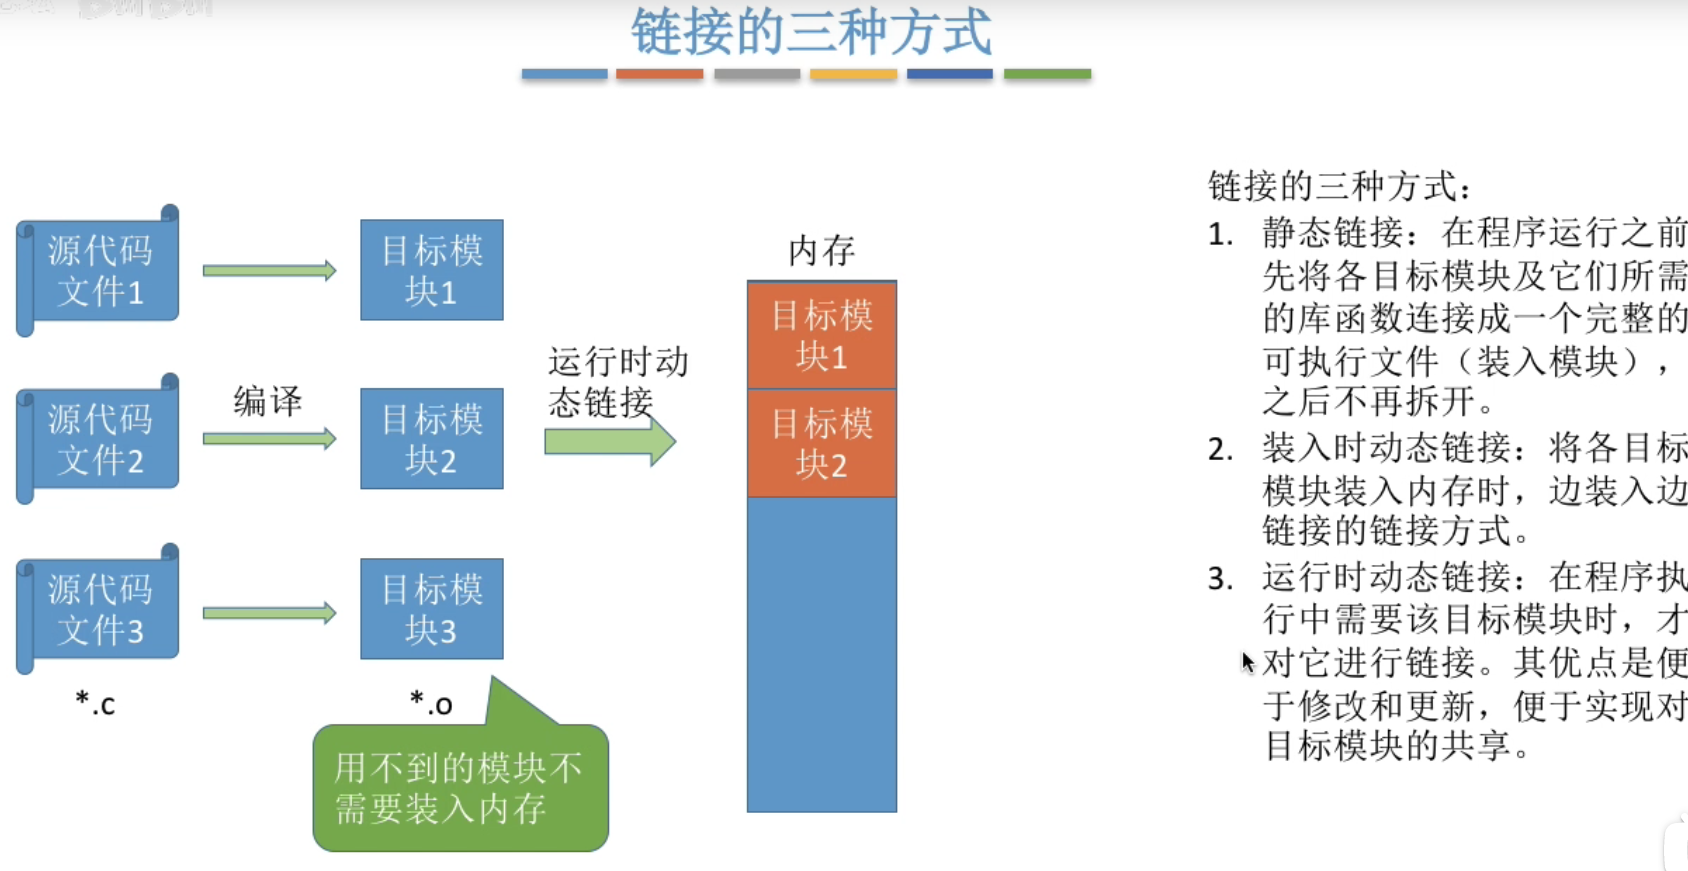 链接的三种方式
源代码
文件1
目标模
块1
源代码
文件2
编译
目标模
块2
运行时动
态链接
源代码
文件3
目标模
块3
*.c
*.o
用不到的模块不
需要装入内存
内存
目标模
块1
目标模
块2
链接的三种方式：
1. 静态链接：在程序运行之前
先将各目标模块及它们所需
的库函数连接成一个完整的
可执行文件（装入模块），
之后不再拆开。
2. 装入时动态链接：将各目标
模块装入内存时，边装入边
链接的链接方式。
3. 运行时动态链接：在程序执
行中需要该目标模块时，才
对它进行链接。其优点是便
于修改和更新，便于实现对
目标模块的共享。